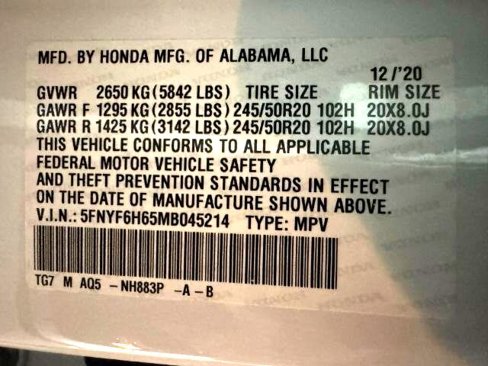 MFD. BY HONDA MFG. OF ALABAMA, LLC
12/'20
GVWR 2650 KG(5842 LBS) TIRE SIZE RIM SIZE
GAWR F 1295 KG(2855 LBS) 245/50R20 102H 20X8.0J
GAWR R 1425 KG(3142 LBS) 245/50R20 102H 20X8.0J
THIS VEHICLE CONFORMS TO ALL APPLICABLE
FEDERAL MOTOR VEHICLE SAFETY
AND THEFT PREVENTION STANDARDS IN EFFECT
ON THE DATE OF MANUFACTURE SHOWN ABOVE.
V.I.N.: 5FNYF6H65MB045214 TYPE: MPV
TG7 M AQ5 -NH883P -A-B